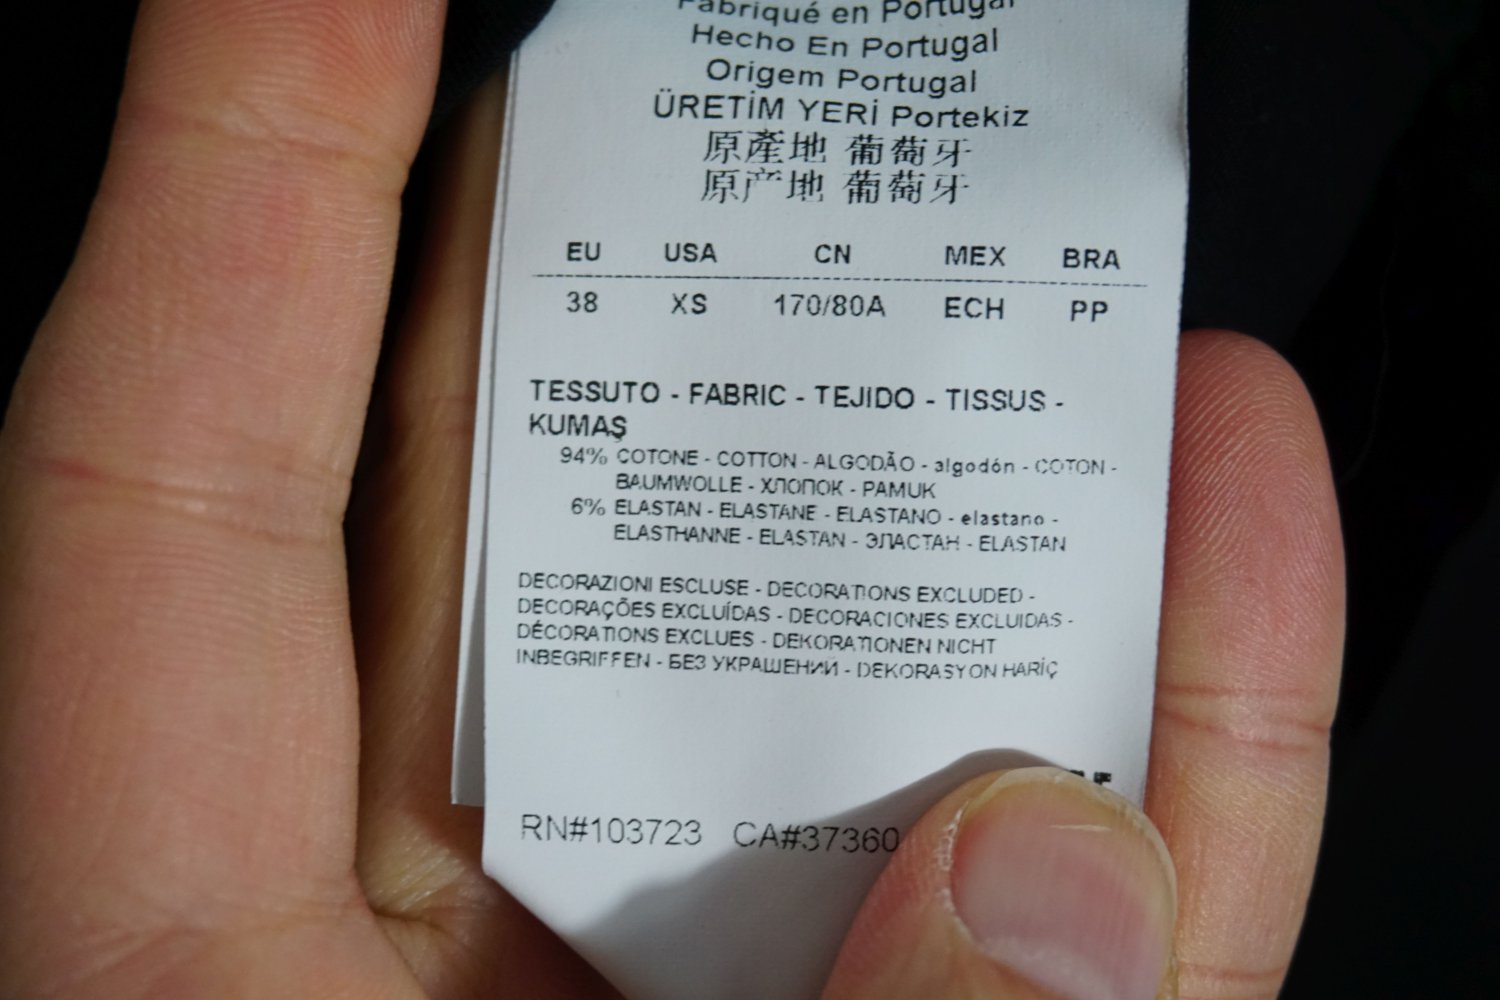 Fabriqué en Portugal
Hecho En Portugal
Origem Portugal
ÜRETİM YERİ Portekiz
原產地 葡萄牙
原产地 葡萄牙
EU USA CN MEX BRA
38 XS 170/80A ECH PP
TESSUTO - FABRIC - TEJIDO - TISSUS -
KUMAŞ
94% COTONE - COTTON - ALGODÃO - algodón - COTON -
BAUMWOLLE - ХЛОПОК - PAMUK
6% ELASTAN - ELASTANE - ELASTANO - elastano -
ELASTHANNE - ELASTAN - ЭЛАСТАН - ELASTAN
DECORAZIONI ESCLUSE - DECORATIONS EXCLUDED -
DECORAÇÕES EXCLUÍDAS - DECORACIONES EXCLUIDAS -
DÉCORATIONS EXCLUES - DEKORATIONEN NICHT
INBEGRIFFEN - БЕЗ УКРАШЕНИЙ - DEKORASYON HARİÇ
RN#103723 CA#37360